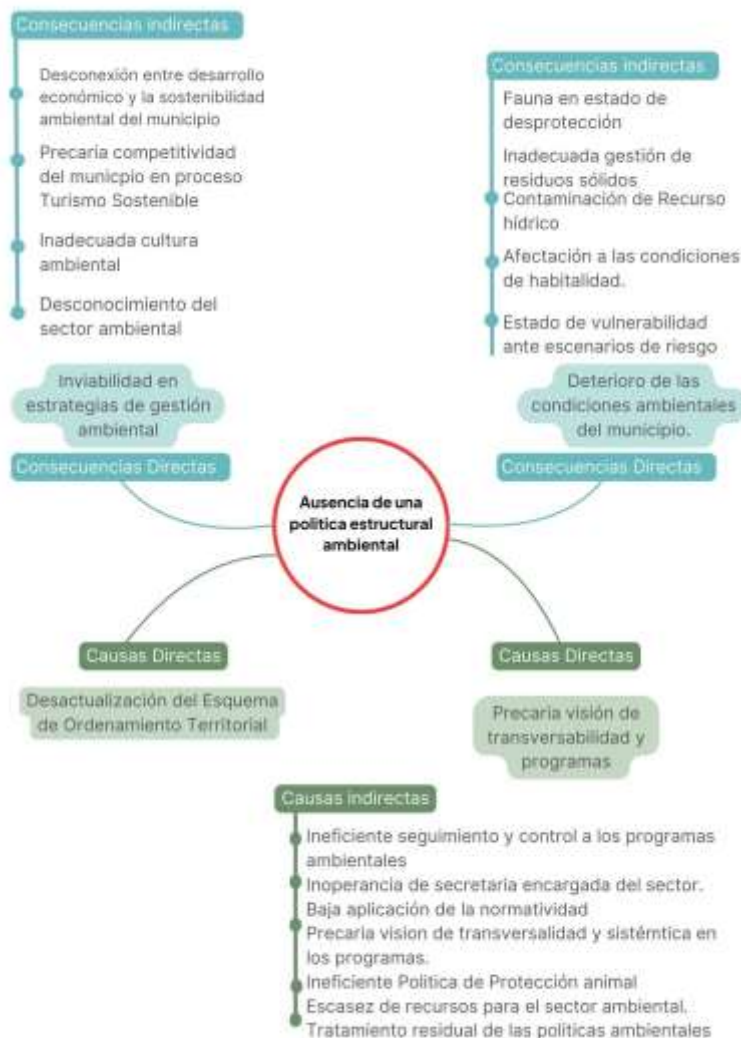 Consecuencias indirectas
Desconexión entre desarrollo
económico y la sostenibilidad
ambiental del municipio
Precaria competitividad
del municpio en proceso
Turismo Sostenible
Inadecuada cultura
ambiental
Desconocimiento del
sector ambiental
Consecuencias indirectas
Fauna en estado de
desprotección
Inadecuada gestión de
residuos sólidos
Contaminación de Recurso
hídrico
Afectación a las condiciones
de habitalidad.
Estado de vulnerabilidad
ante escenarios de riesgo
Inviabilidad en
estrategias de gestión
ambiental
Consecuencias Directas
Deterioro de las
condiciones ambientales
del municipio.
Consecuencias Directas
Ausencia de una
politica estructural
ambiental
Causas Directas
Desactualización del Esquema
de Ordenamiento Territorial
Causas Directas
Precaria visión de
transversabilidad y
programas
Causas indirectas
Ineficiente seguimiento y control a los programas
ambientales
Inoperancia de secretaria encargada del sector.
Baja aplicación de la normatividad
Precaria vision de transversalidad y sistémtica en
los programas.
Ineficiente Politica de Protección animal
Escasez de recursos para el sector ambiental.
Tratamiento residual de las politicas ambientales